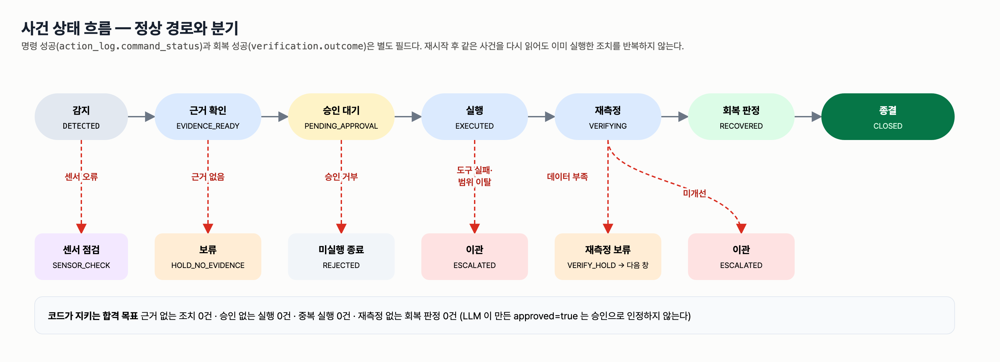 사건 상태 흐름 — 정상 경로와 분기
명령 성공(action_log.command_status)과 회복 성공(verification.outcome)은 별도 필드다. 재시작 후 같은 사건을 다시 읽어도 이미 실행한 조치를 반복하지 않는다.
감지
DETECTED
근거 확인
EVIDENCE_READY
승인 대기
PENDING_APPROVAL
실행
EXECUTED
재측정
VERIFYING
회복 판정
RECOVERED
종결
CLOSED
센서 오류
근거 없음
승인 거부
도구 실패·
범위 이탈
데이터 부족
미개선
센서 점검
SENSOR_CHECK
보류
HOLD_NO_EVIDENCE
미실행 종료
REJECTED
이관
ESCALATED
재측정 보류
VERIFY_HOLD → 다음 창
이관
ESCALATED
코드가 지키는 합격 목표 근거 없는 조치 0건 · 승인 없는 실행 0건 · 중복 실행 0건 · 재측정 없는 회복 판정 0건 (LLM 이 만든 approved=true 는 승인으로 인정하지 않는다)